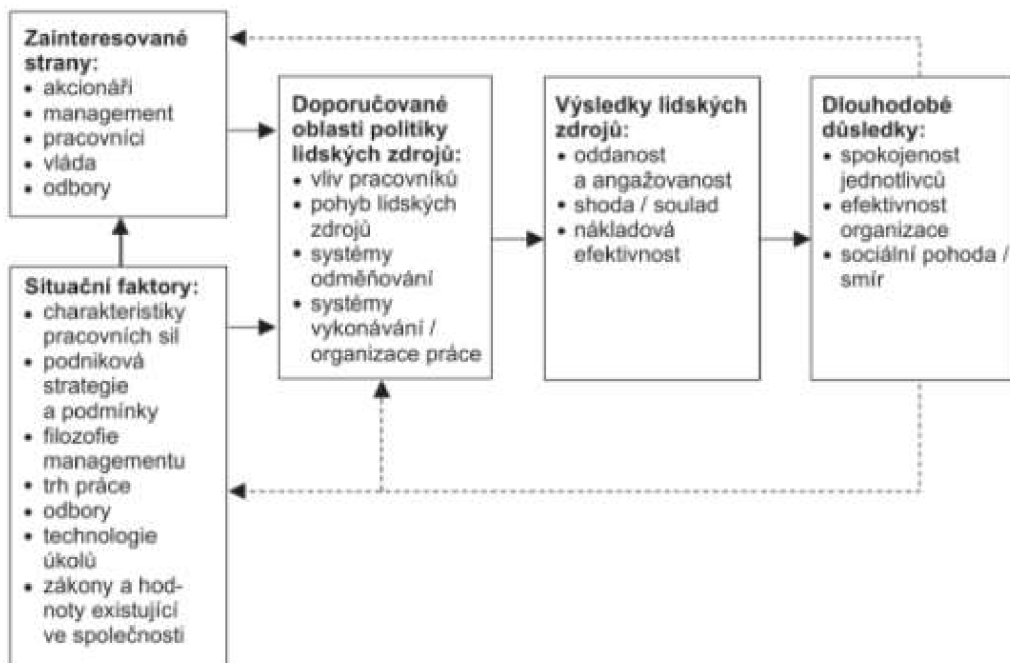 Zainteresované
strany:
• akcionáři
• management
• pracovníci
• vláda
• odbory
Situační faktory:
• charakteristiky
pracovních sil
• podniková
strategie
a podmínky
• filozofie
managementu
• trh práce
• odbory
• technologie
úkolů
• zákony a hod-
noty existující
ve společnosti
Doporučované
oblasti politiky
lidských zdrojů:
• vliv pracovníků
• pohyb lidských
zdrojů
• systémy
odměňování
• systémy
vykonávání /
organizace práce
Výsledky lidských
zdrojů:
• oddanost
a angažovanost
• shoda / soulad
• nákladová
efektivnost
Dlouhodobé
důsledky:
• spokojenost
jednotlivců
• efektivnost
organizace
• sociální pohoda /
smír